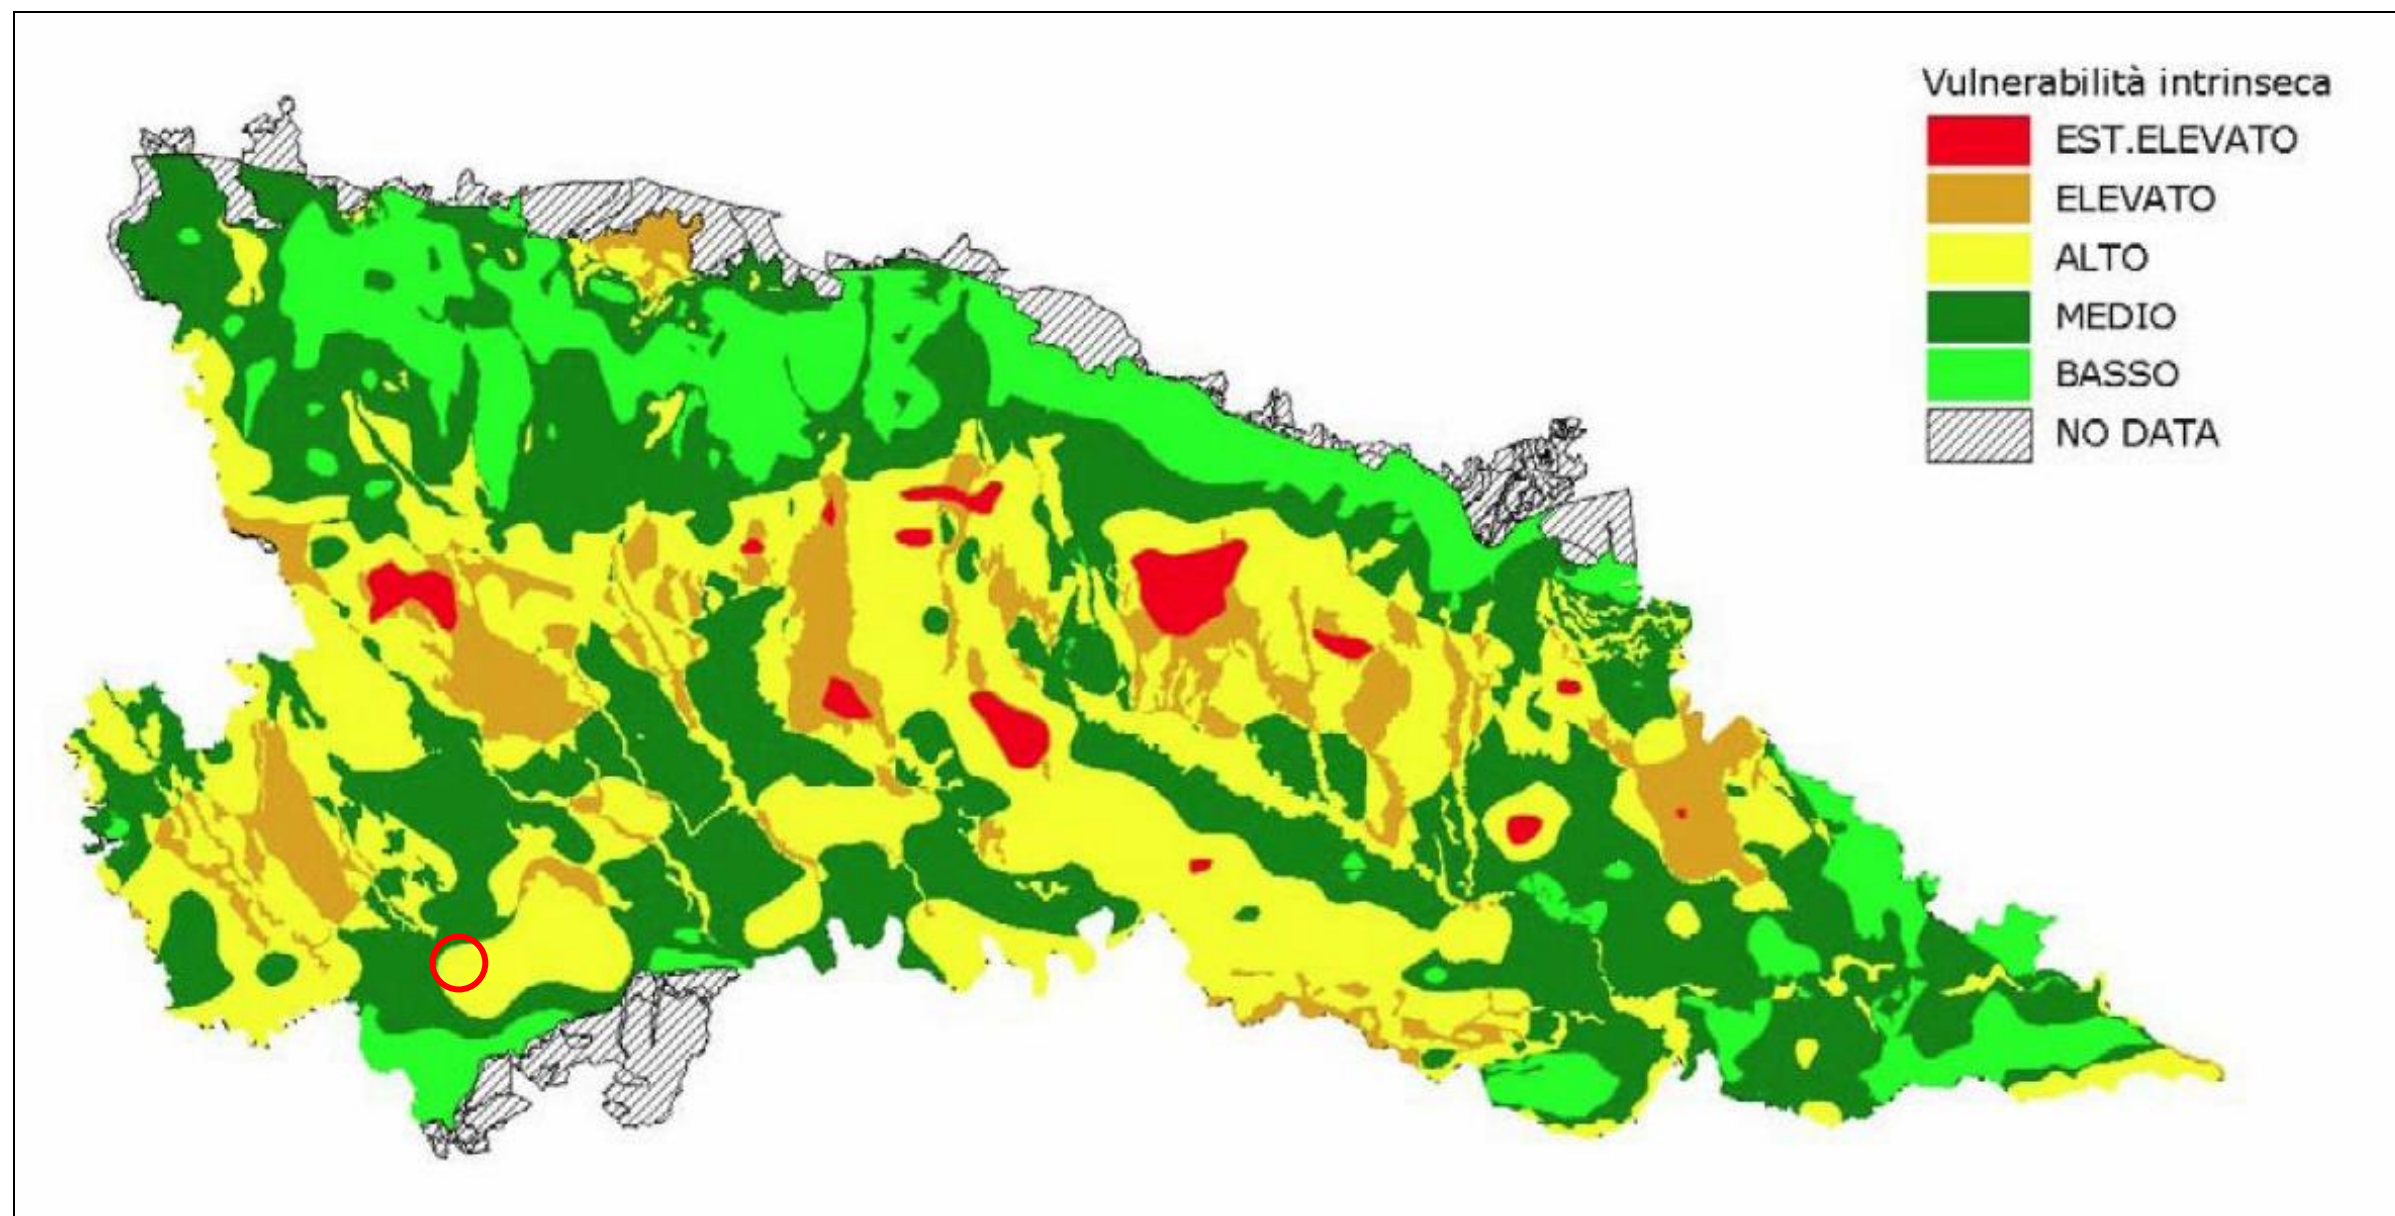 Vulnerabilità intrinseca
EST.ELEVATO
ELEVATO
ALTO
MEDIO
BASSO
NO DATA